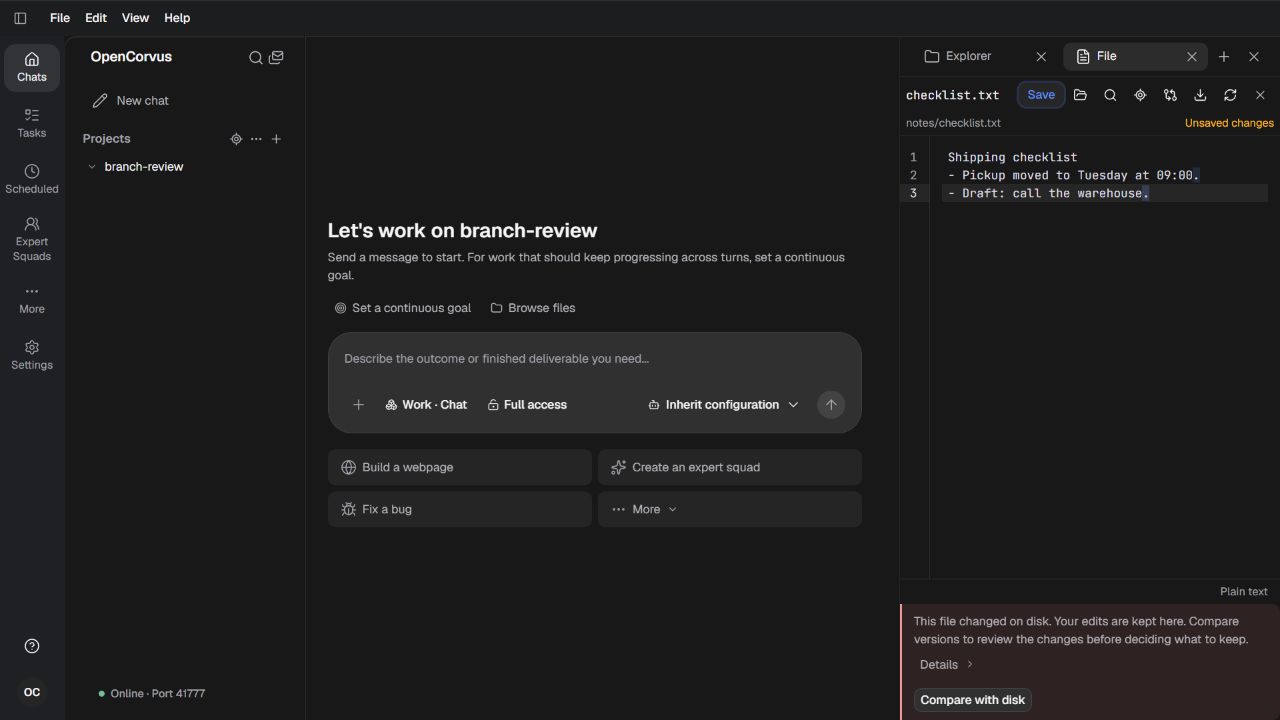 File Edit View Help
Chats
Tasks
Scheduled
Expert
Squads
More
Settings
OC
OpenCorvus
New chat
Projects
branch-review
Online · Port 41777
Let's work on branch-review
Send a message to start. For work that should keep progressing across turns, set a continuous
goal.
Set a continuous goal Browse files
Describe the outcome or finished deliverable you need...
Work · Chat Full access Inherit configuration
Build a webpage Create an expert squad
Fix a bug More
Explorer File
checklist.txt Save
notes/checklist.txt Unsaved changes
1 Shipping checklist
2 - Pickup moved to Tuesday at 09:00.
3 - Draft: call the warehouse.
Plain text
This file changed on disk. Your edits are kept here. Compare
versions to review the changes before deciding what to keep.
Details
Compare with disk